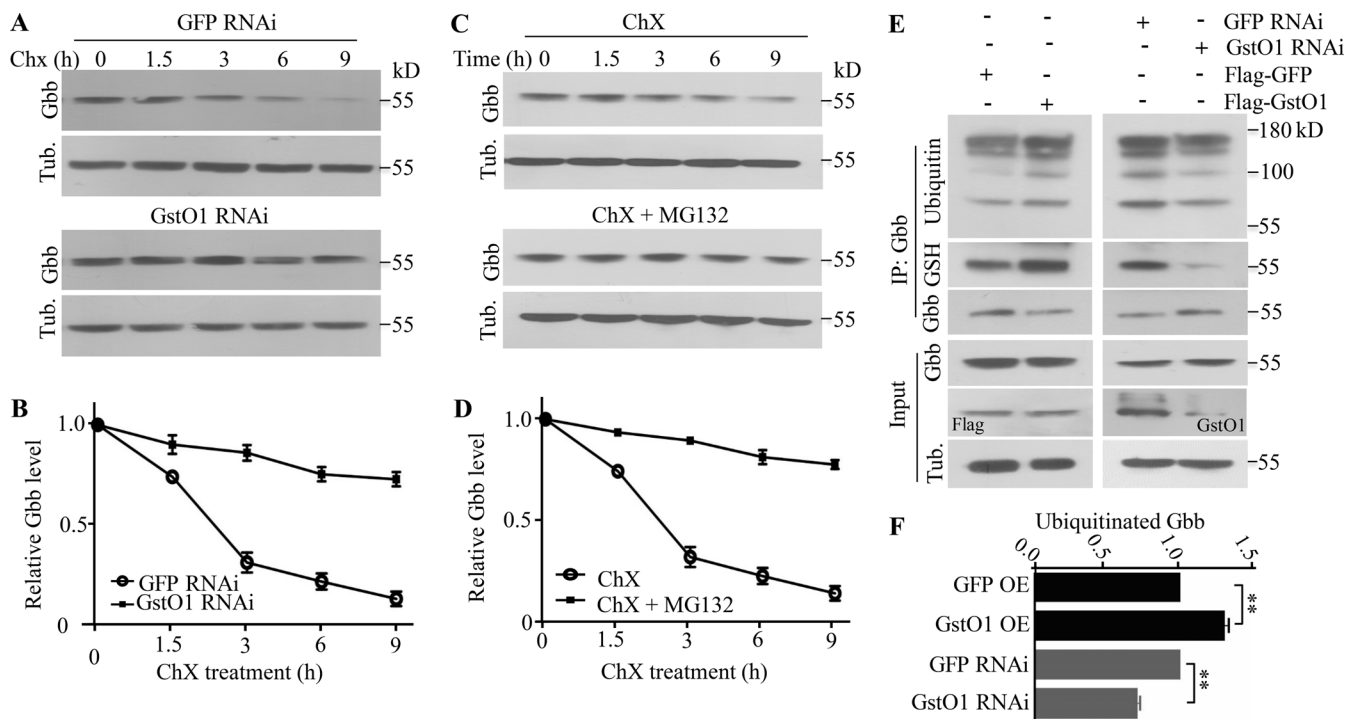 A
GFP RNAi
Chx (h) 0 1.5 3 6 9 kD
Gbb 55
Tub. 55
GstO1 RNAi
Gbb 55
Tub. 55
B
Relative Gbb level
1.0
0.5
0
GFP RNAi
GstO1 RNAi
0 1.5 3 6 9
ChX treatment (h)
C
ChX
Time (h) 0 1.5 3 6 9 kD
Gbb 55
Tub. 55
ChX + MG132
Gbb 55
Tub. 55
D
Relative Gbb level
1.0
0.5
0
ChX
ChX + MG132
0 1.5 3 6 9
ChX treatment (h)
E
- - + - GFP RNAi
- - - + GstO1 RNAi
+ - - - Flag-GFP
- + - - Flag-GstO1
IP: Gbb
Ubiquitin 180 kD
100
55
GSH 55
Gbb
Input
Gbb 55
Flag GstO1
Tub. 55
F
Ubiquitinated Gbb
0.0 0.5 1.0 1.5
GFP OE
GstO1 OE
**
GFP RNAi
GstO1 RNAi
**